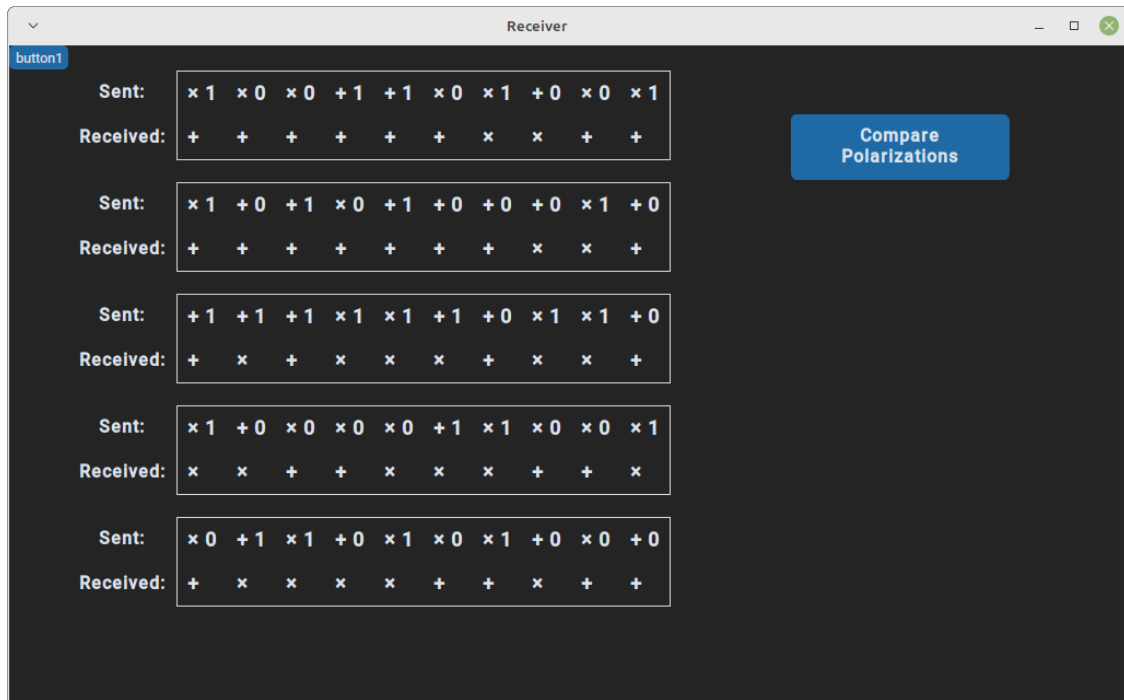 Receiver
button1
Sent: × 1 × 0 × 0 + 1 + 1 × 0 × 1 + 0 × 0 × 1
Received: + + + + + + × × + +
Compare
Polarizations
Sent: × 1 + 0 + 1 × 0 + 1 + 0 + 0 + 0 × 1 + 0
Received: + + + + + + + × × +
Sent: + 1 + 1 + 1 × 1 × 1 + 1 + 0 × 1 × 1 + 0
Received: + × + × × × + × × +
Sent: × 1 + 0 × 0 × 0 × 0 + 1 × 1 × 0 × 0 × 1
Received: × × + + × × × + + ×
Sent: × 0 + 1 × 1 + 0 × 1 × 0 × 1 + 0 × 0 + 0
Received: + × × × × + + × + +